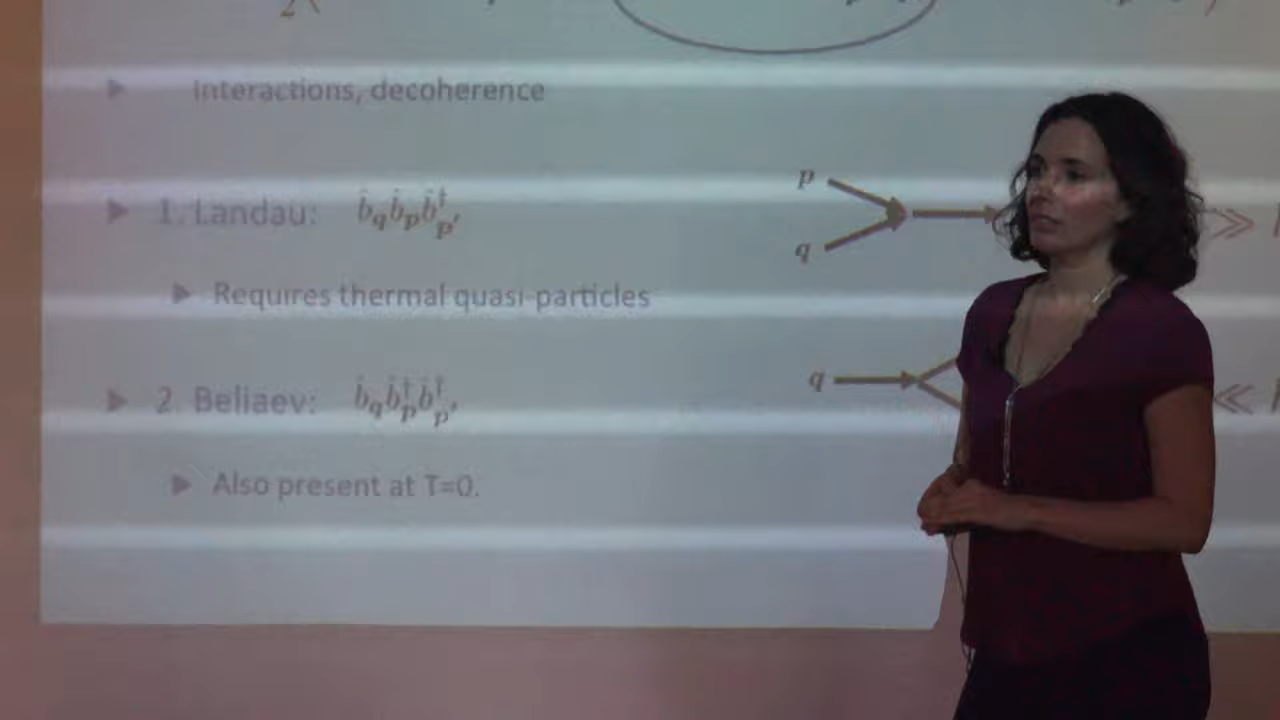 2
Interactions, decoherence
1. Landau: b̂_q b̂_p b̂†_p'
p
q
≫
Requires thermal quasi-particles
2. Beliaev: b̂_q b̂†_p b̂†_p'
q
≪
Also present at T=0.